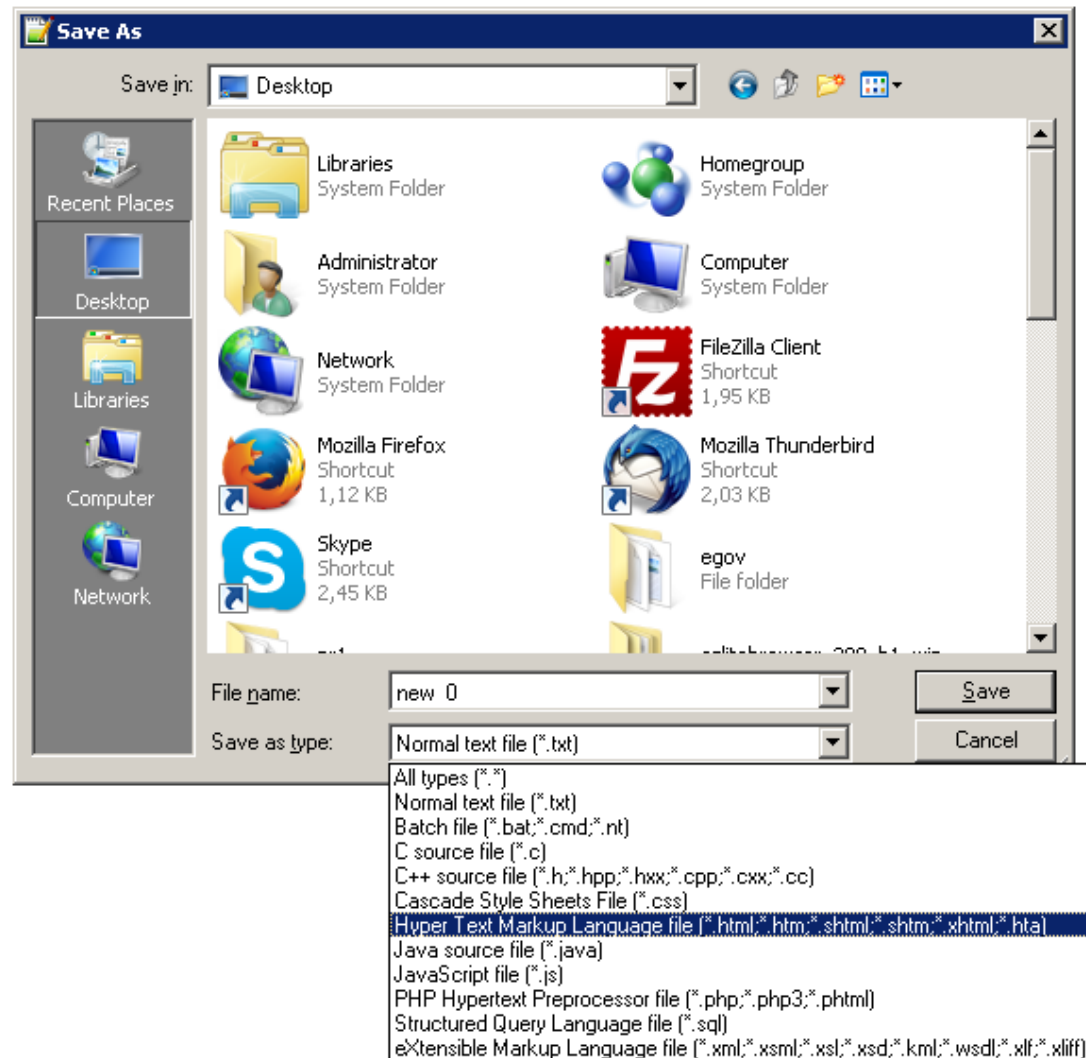 Save As
Save in:
Desktop
Recent Places
Desktop
Libraries
Computer
Network
Libraries
System Folder
Homegroup
System Folder
Administrator
System Folder
Computer
System Folder
Network
System Folder
FileZilla Client
Shortcut
1,95 KB
Mozilla Firefox
Shortcut
1,12 KB
Mozilla Thunderbird
Shortcut
2,03 KB
Skype
Shortcut
2,45 KB
egov
File folder
File name:
new 0
Save
Save as type:
Normal text file (*.txt)
Cancel
All types (*.*)
Normal text file (*.txt)
Batch file (*.bat;*.cmd;*.nt)
C source file (*.c)
C++ source file (*.h;*.hpp;*.hxx;*.cpp;*.cxx;*.cc)
Cascade Style Sheets File (*.css)
Hyper Text Markup Language file (*.html;*.htm;*.shtml;*.shtm;*.xhtml;*.hta)
Java source file (*.java)
JavaScript file (*.js)
PHP Hypertext Preprocessor file (*.php;*.php3;*.phtml)
Structured Query Language file (*.sql)
eXtensible Markup Language file (*.xml;*.xsml;*.xsl;*.xsd;*.kml;*.wsdl;*.xlf;*.xliff)